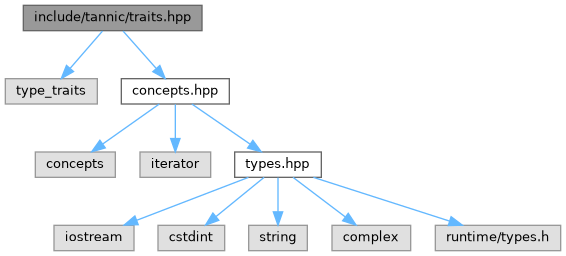 include/tannic/traits.hpp
type_traits
concepts.hpp
concepts
iterator
types.hpp
iostream
cstdint
string
complex
runtime/types.h